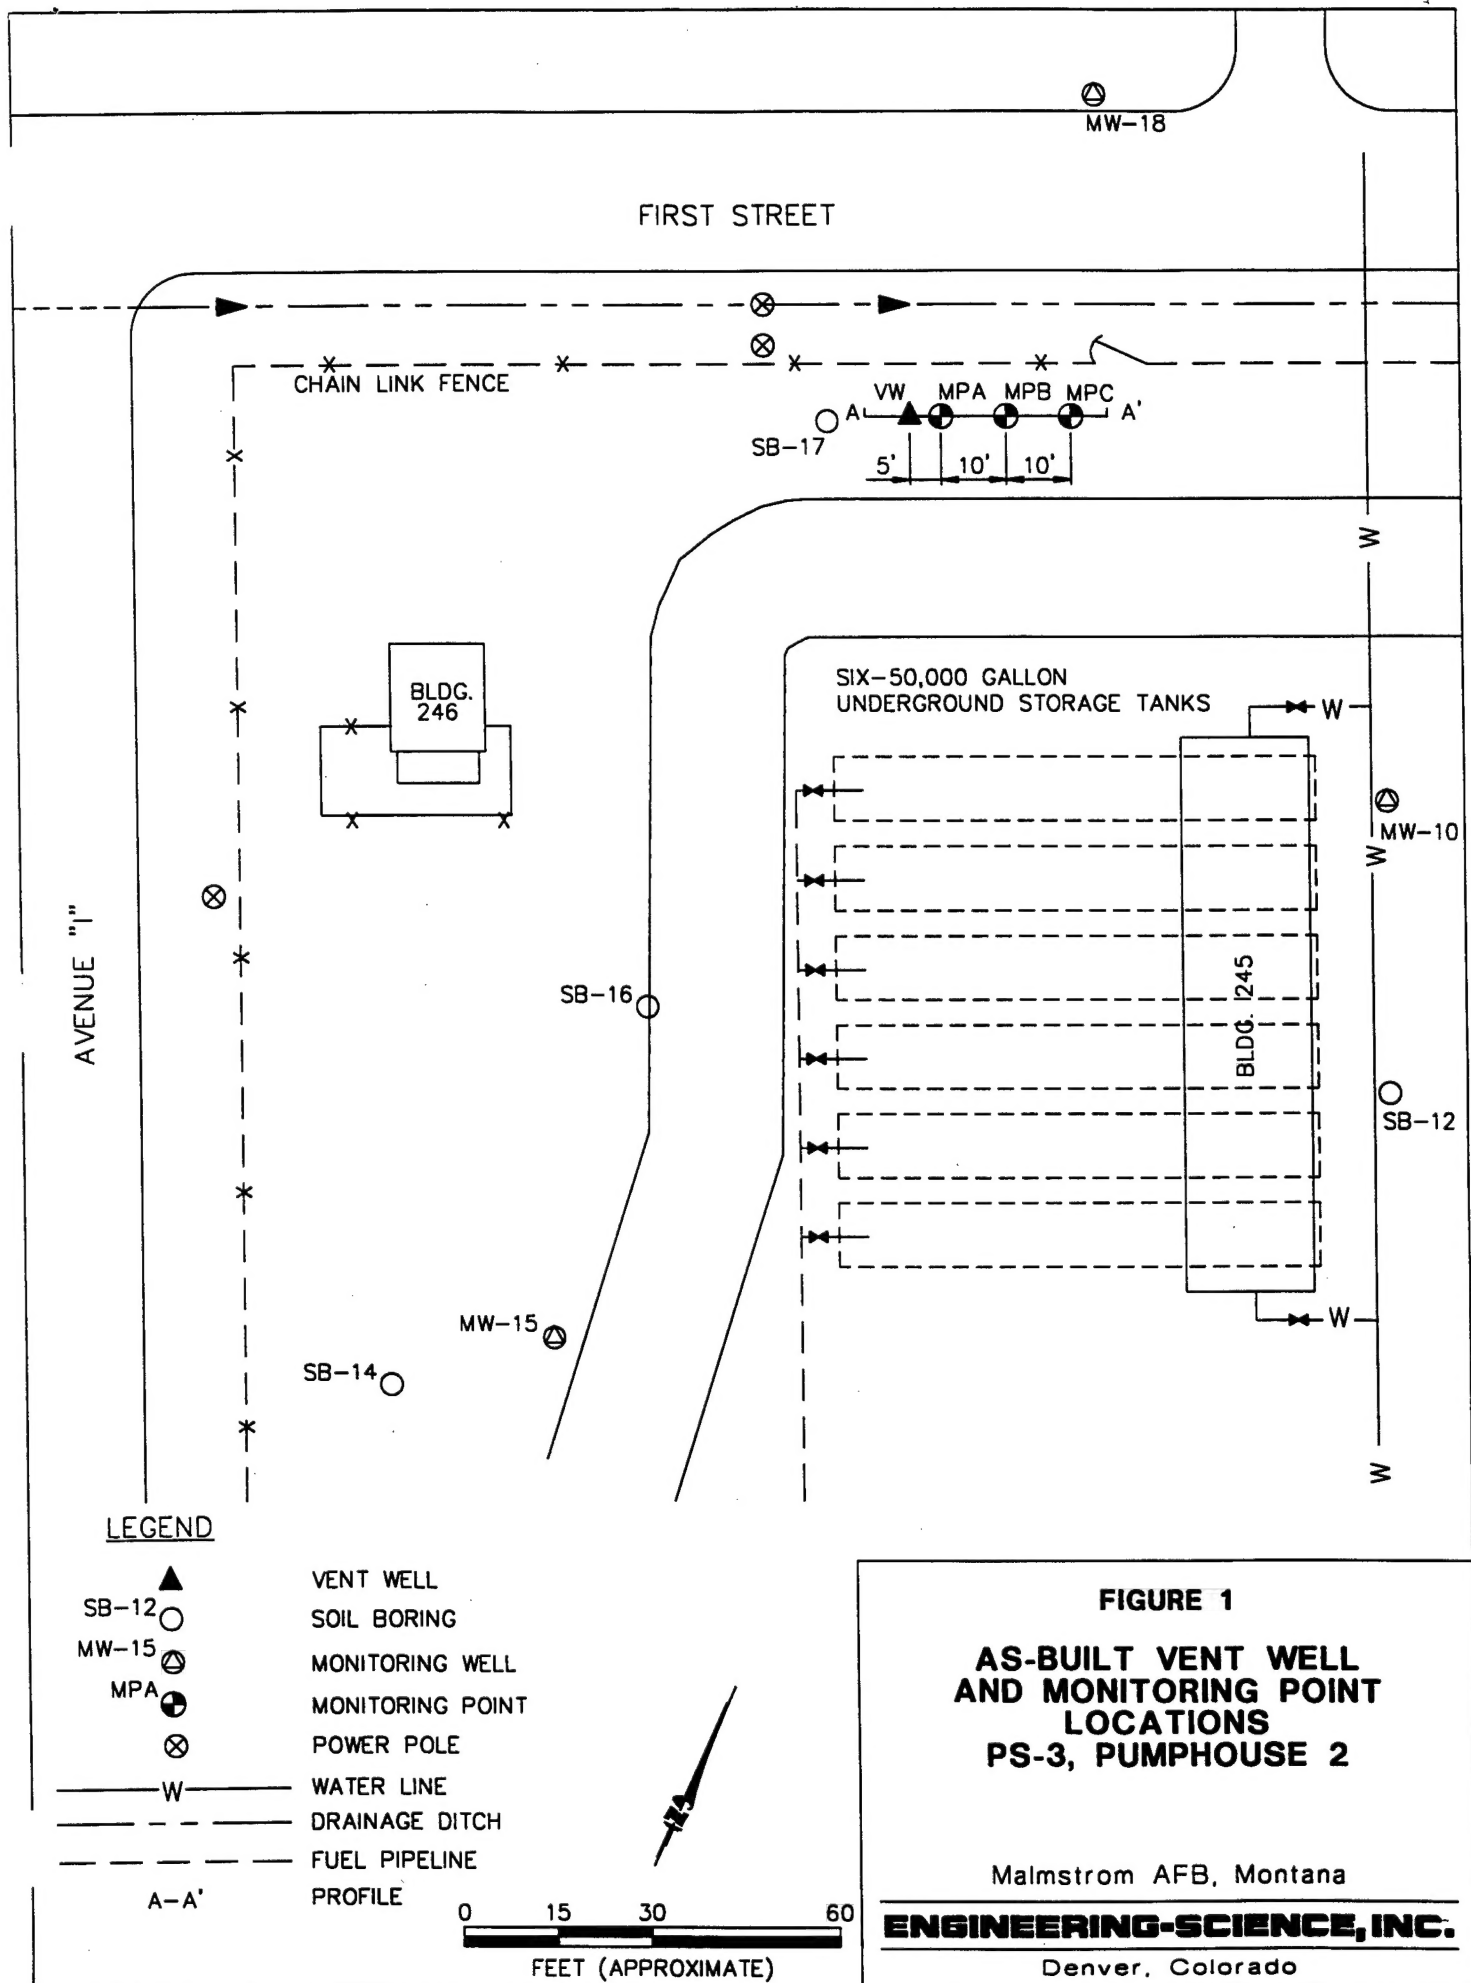 MW-18
FIRST STREET
CHAIN LINK FENCE
VW MPA MPB MPC
A A'
SB-17
5' 10' 10'
W
SIX-50,000 GALLON
UNDERGROUND STORAGE TANKS
BLDG.
246
W
MW-10
W
AVENUE "I"
SB-16
BLDG. 245
SB-12
MW-15
W
SB-14
W
LEGEND
VENT WELL
SB-12 SOIL BORING
MW-15 MONITORING WELL
MPA MONITORING POINT
POWER POLE
W WATER LINE
DRAINAGE DITCH
FUEL PIPELINE
A-A' PROFILE
N
0 15 30 60
FEET (APPROXIMATE)
FIGURE 1
AS-BUILT VENT WELL
AND MONITORING POINT
LOCATIONS
PS-3, PUMPHOUSE 2
Malmstrom AFB, Montana
ENGINEERING-SCIENCE, INC.
Denver, Colorado